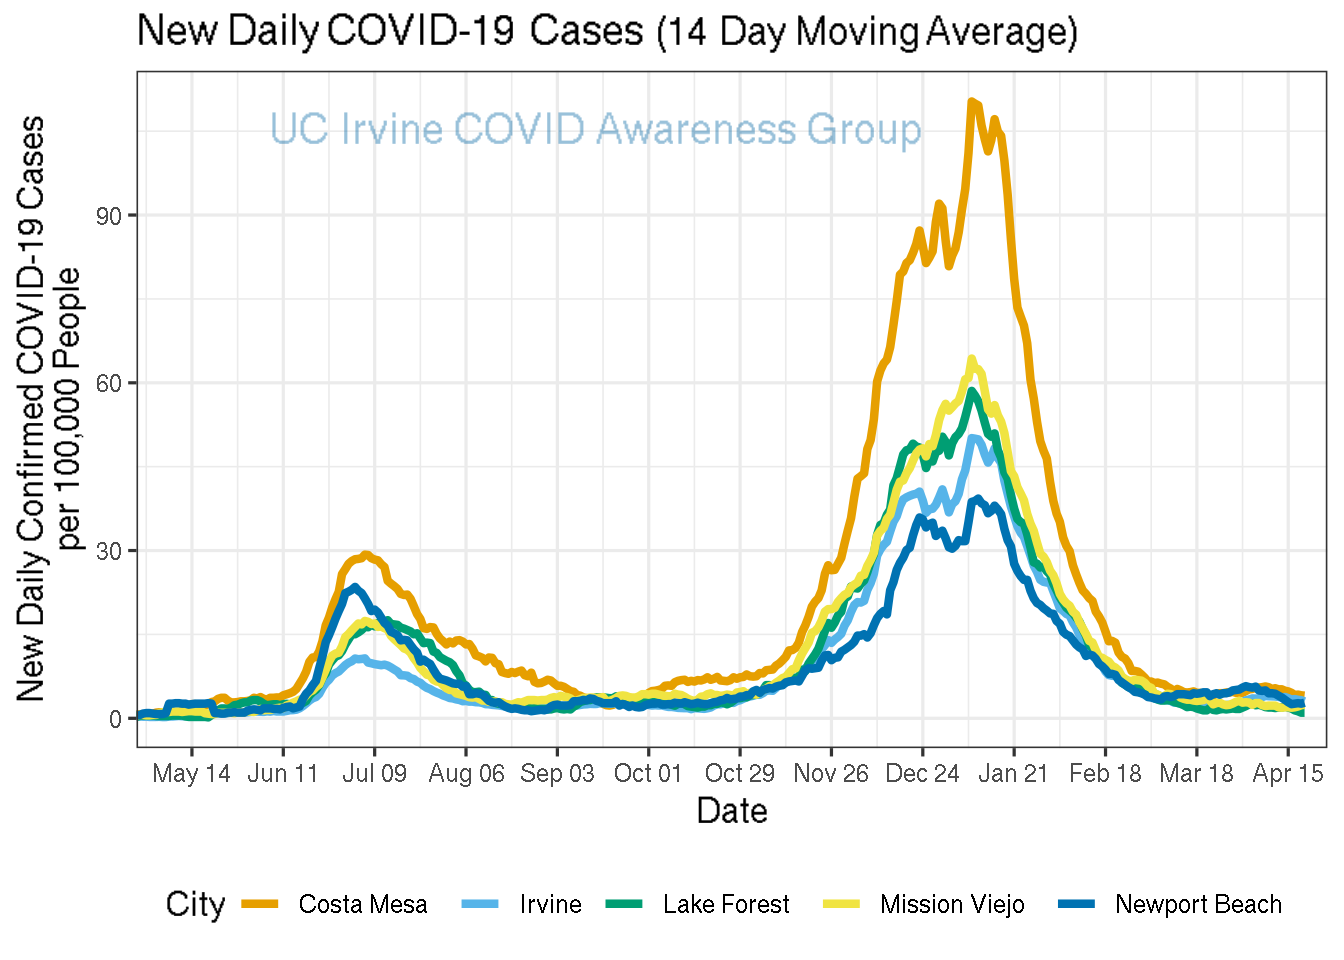 New Daily COVID-19 Cases (14 Day Moving Average)
UC Irvine COVID Awareness Group
New Daily Confirmed COVID-19 Cases
per 100,000 People
90
60
30
0
May 14 Jun 11 Jul 09 Aug 06 Sep 03 Oct 01 Oct 29 Nov 26 Dec 24 Jan 21 Feb 18 Mar 18 Apr 15
Date
City Costa Mesa Irvine Lake Forest Mission Viejo Newport Beach